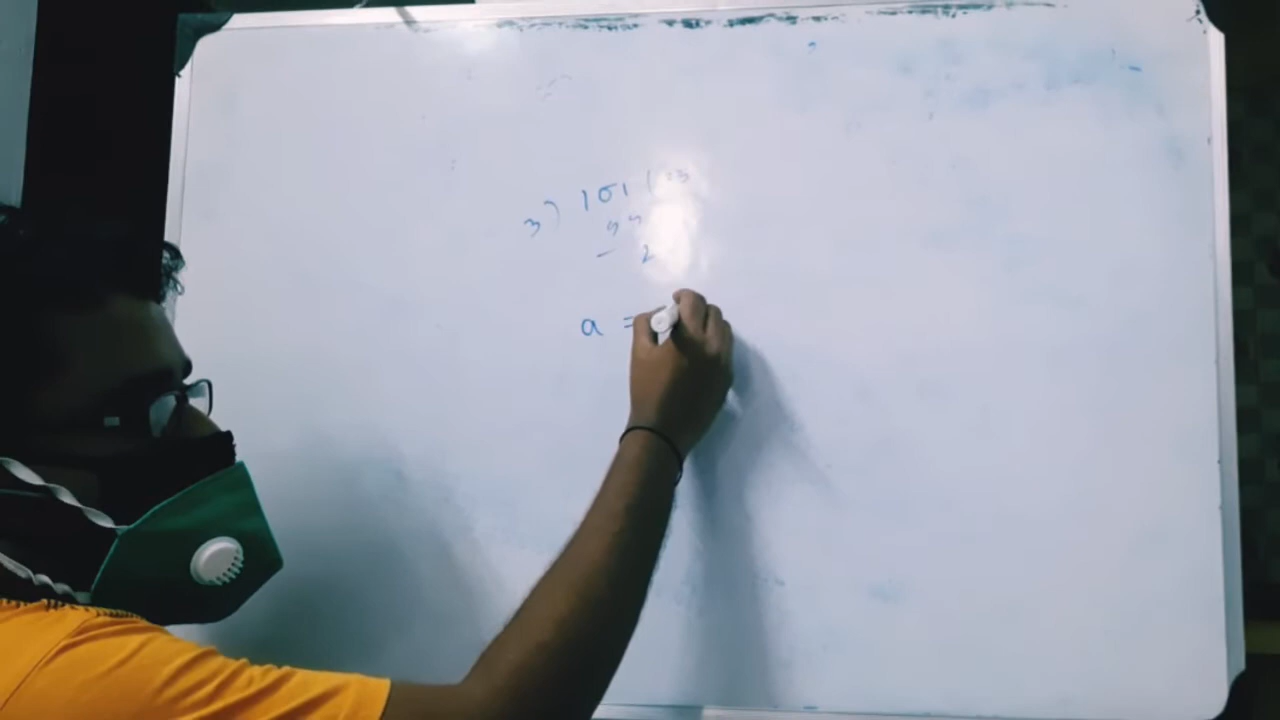 3) 101 (33
99
- 2
a =